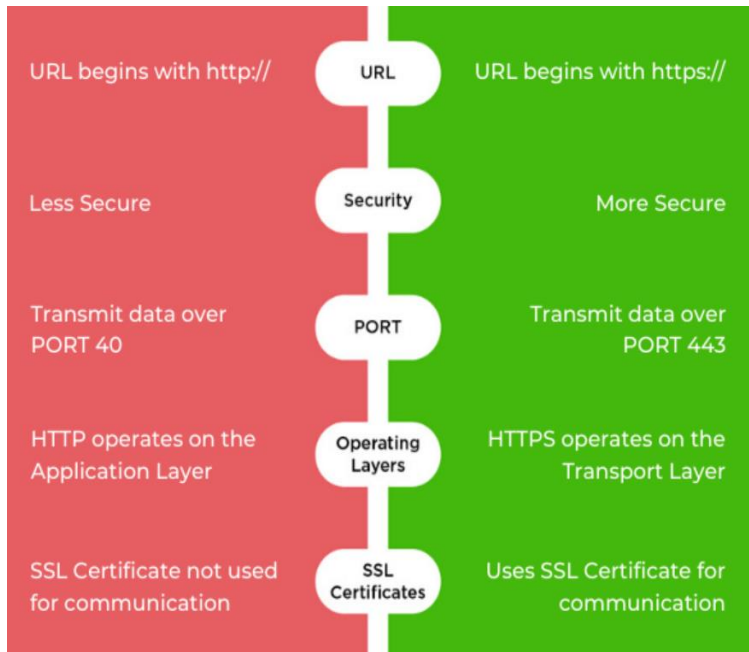 URL begins with http://
URL
URL begins with https://
Less Secure
Security
More Secure
Transmit data over
PORT 40
PORT
Transmit data over
PORT 443
HTTP operates on the
Application Layer
Operating
Layers
HTTPS operates on the
Transport Layer
SSL Certificate not used
for communication
SSL
Certificates
Uses SSL Certificate for
communication